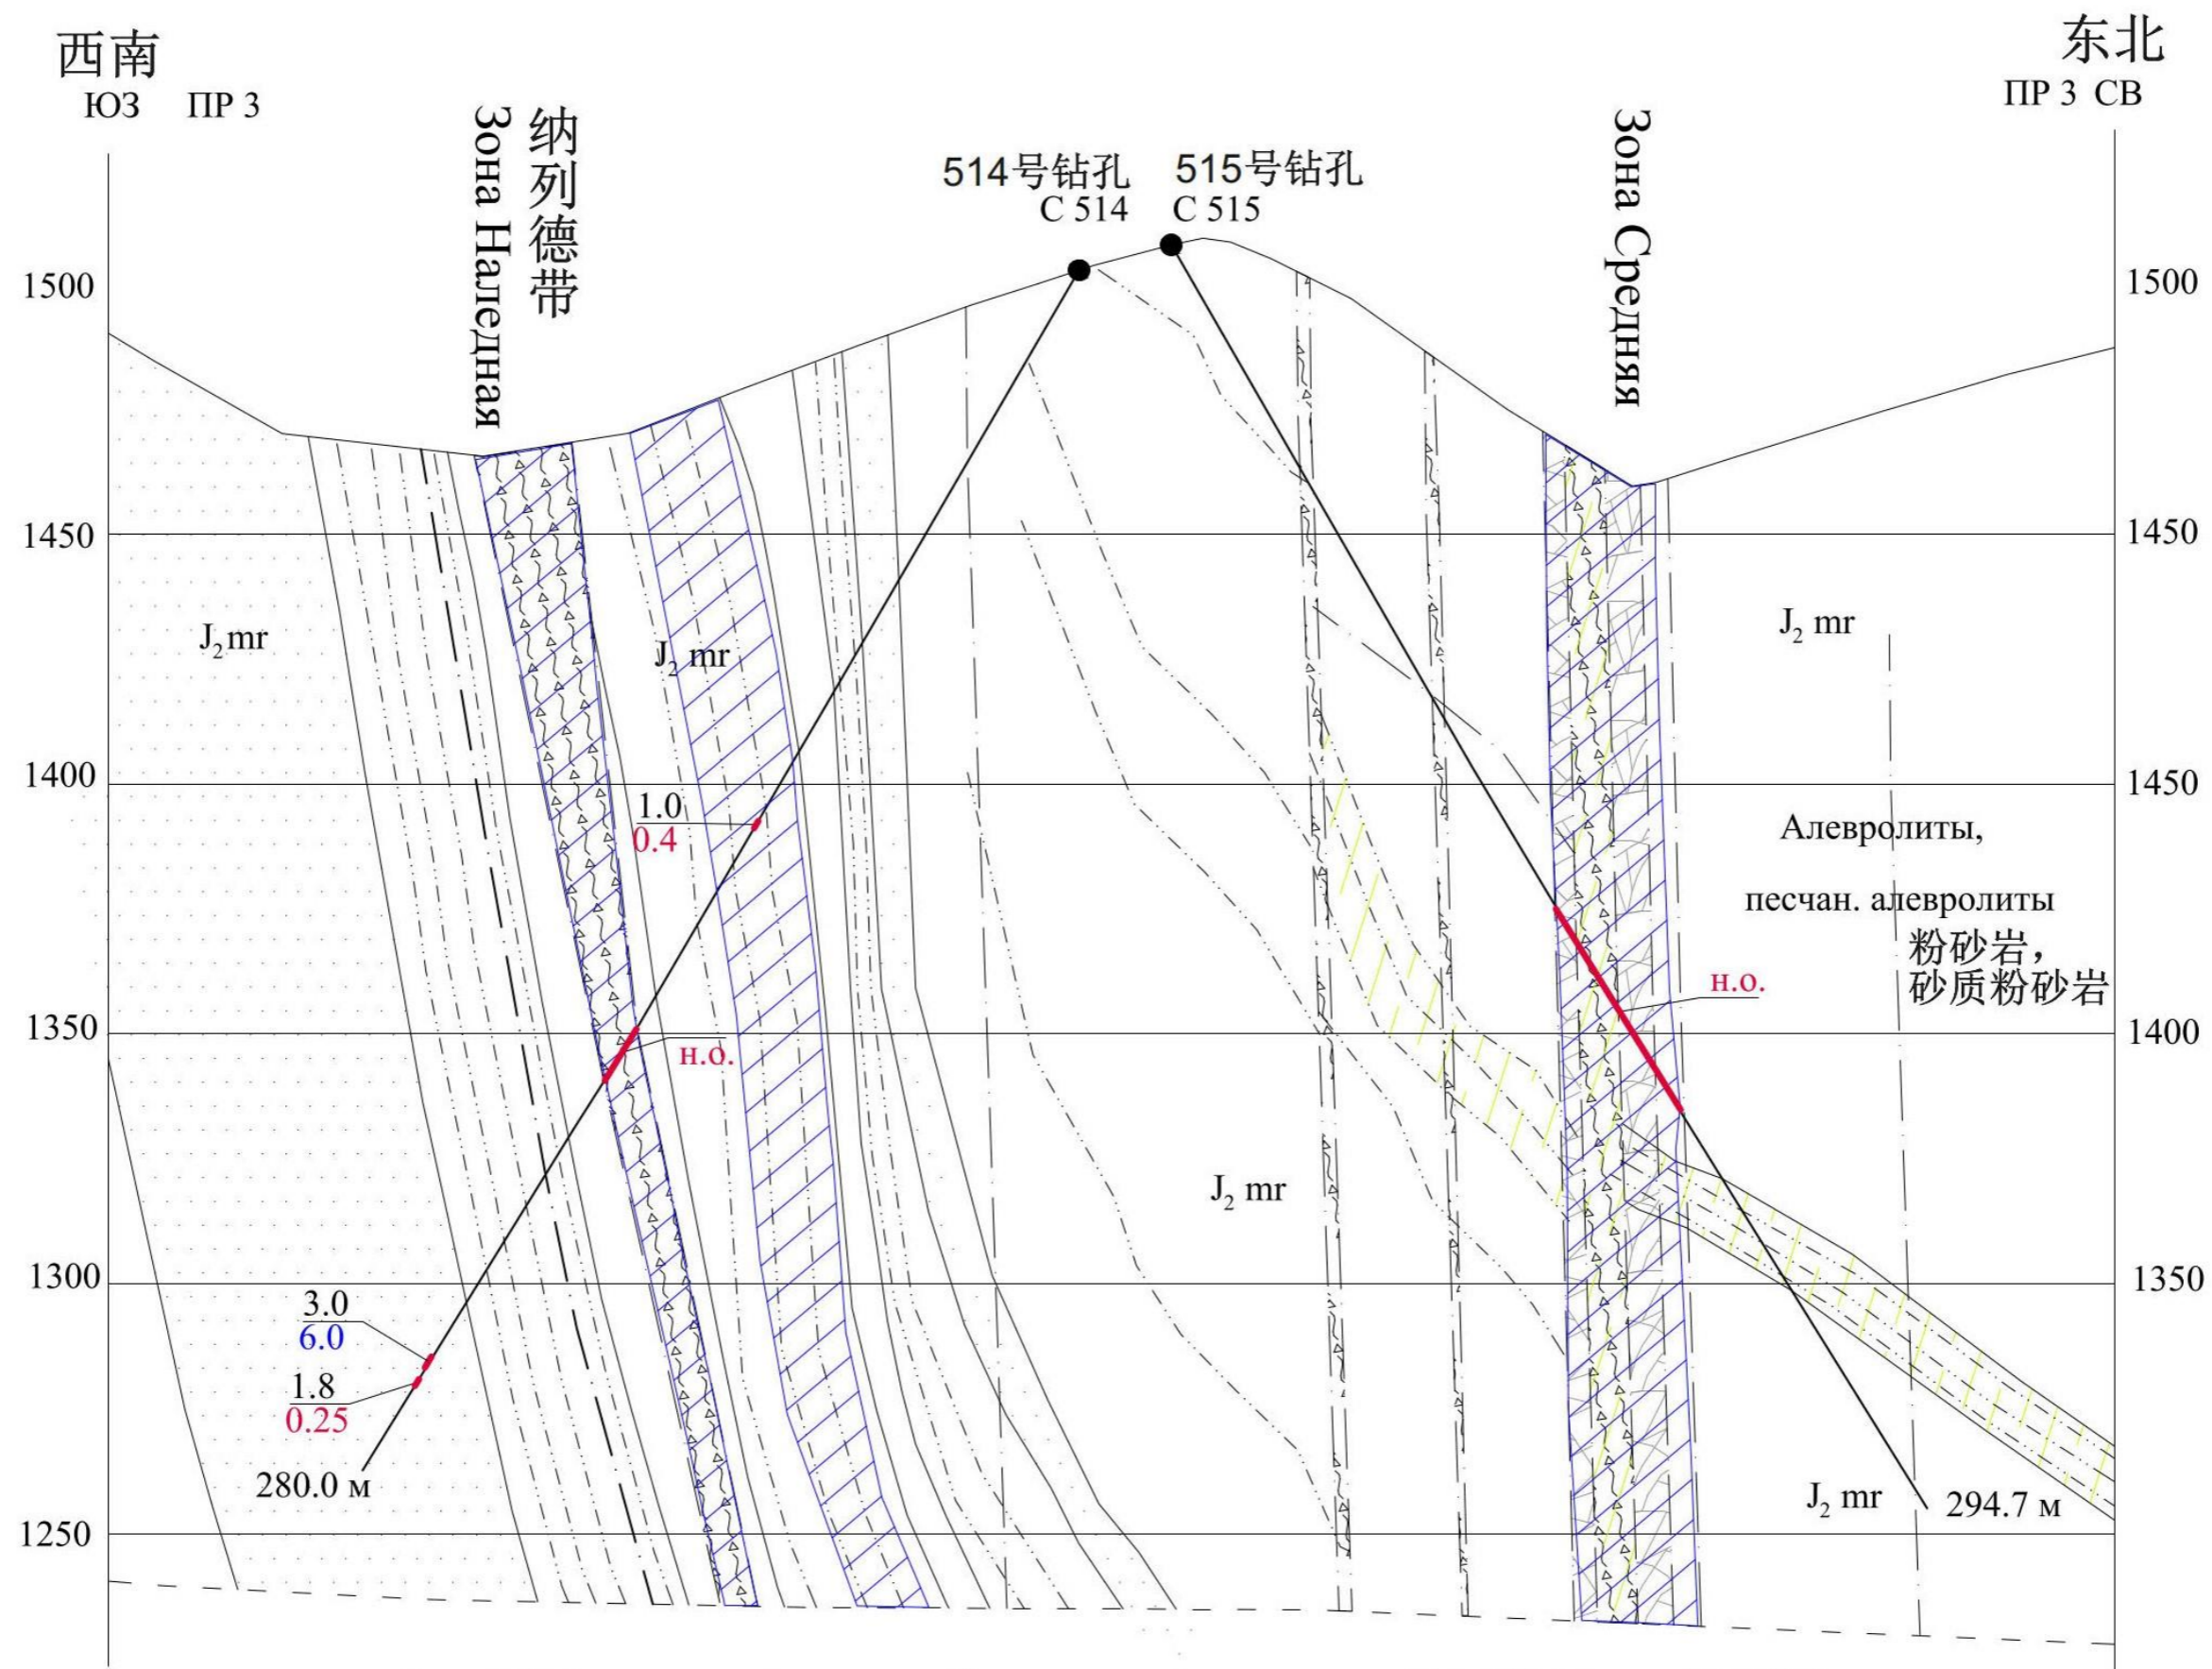 西南
ЮЗ ПР 3
东北
ПР 3 СВ
Зона Наледная
纳列德带
514号钻孔
С 514
515号钻孔
С 515
Зона Средняя
1500
1500
1450
1450
J₂ mr
J₂ mr
J₂ mr
1400
1450
1.0
0.4
Алевролиты,
песчан. алевролиты
粉砂岩，
砂质粉砂岩
н.о.
1350
1400
н.о.
J₂ mr
1300
1350
3.0
6.0
1.8
0.25
280.0 м
J₂ mr
294.7 м
1250